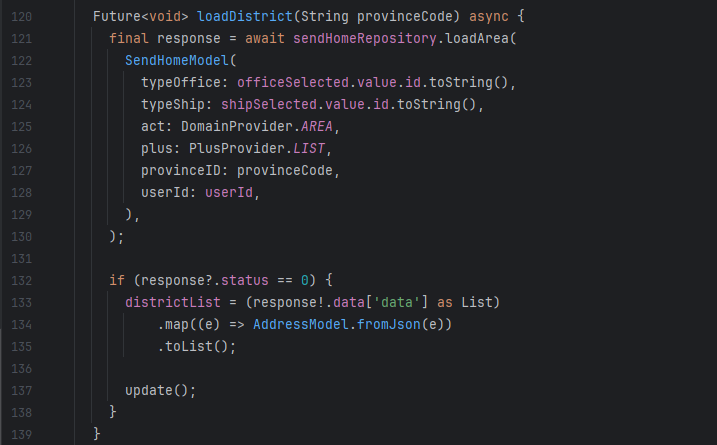 120 Future<void> loadDistrict(String provinceCode) async {
121 final response = await sendHomeRepository.loadArea(
122 SendHomeModel(
123 typeOffice: officeSelected.value.id.toString(),
124 typeShip: shipSelected.value.id.toString(),
125 act: DomainProvider.AREA,
126 plus: PlusProvider.LIST,
127 provinceID: provinceCode,
128 userId: userId,
129 ),
130 );
131
132 if (response?.status == 0) {
133 districtList = (response!.data['data'] as List)
134 .map((e) => AddressModel.fromJson(e))
135 .toList();
136
137 update();
138 }
139 }